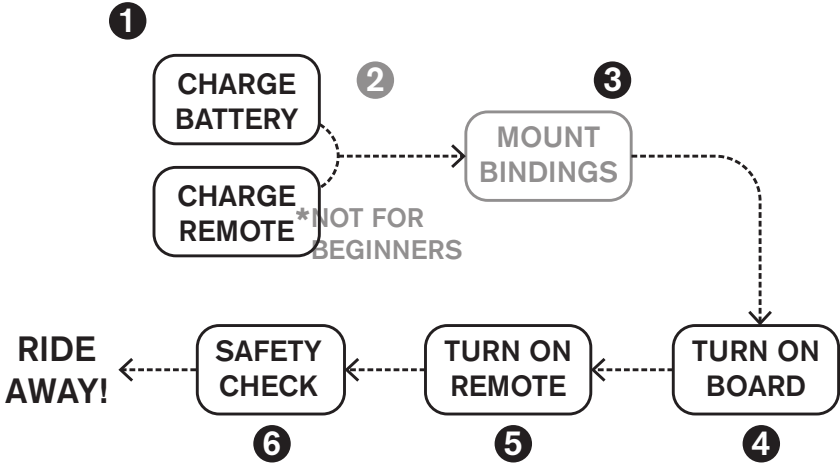 1
CHARGE
BATTERY
2
3
MOUNT
BINDINGS
CHARGE
REMOTE
*NOT FOR
BEGINNERS
TURN ON
BOARD
4
TURN ON
REMOTE
5
SAFETY
CHECK
6
RIDE
AWAY!